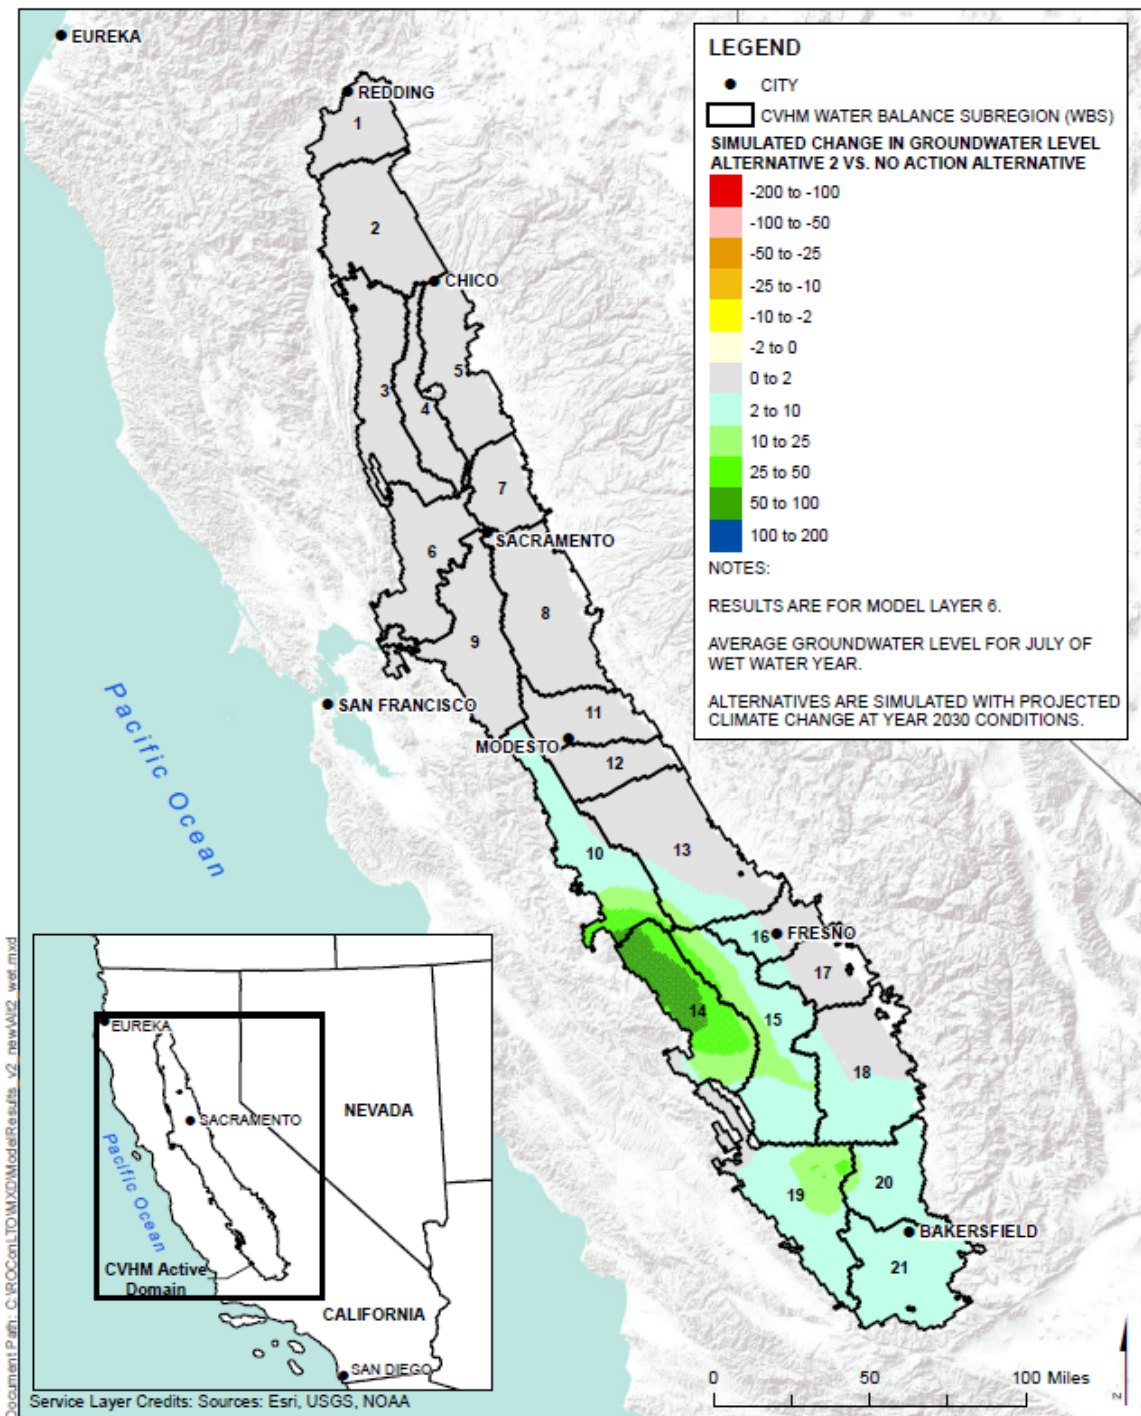 EUREKA
REDDING
1
2
CHICO
3
4
5
7
SACRAMENTO
6
8
9
SAN FRANCISCO
11
MODESTO
12
10
13
16
FRESNO
17
14
15
18
19
20
BAKERSFIELD
21
Pacific Ocean
LEGEND
CITY
CVHM WATER BALANCE SUBREGION (WBS)
SIMULATED CHANGE IN GROUNDWATER LEVEL
ALTERNATIVE 2 VS. NO ACTION ALTERNATIVE
-200 to -100
-100 to -50
-50 to -25
-25 to -10
-10 to -2
-2 to 0
0 to 2
2 to 10
10 to 25
25 to 50
50 to 100
100 to 200
NOTES:
RESULTS ARE FOR MODEL LAYER 6.
AVERAGE GROUNDWATER LEVEL FOR JULY OF
WET WATER YEAR.
ALTERNATIVES ARE SIMULATED WITH PROJECTED
CLIMATE CHANGE AT YEAR 2030 CONDITIONS.
EUREKA
SACRAMENTO
NEVADA
Pacific Ocean
CVHM Active
Domain
CALIFORNIA
SAN DIEGO
0 50 100 Miles
Z
Service Layer Credits: Sources: Esri, USGS, NOAA
Document Path: C:\ROConLTO\MXD\ModelResults_v2_new\Alt2_wet.mxd